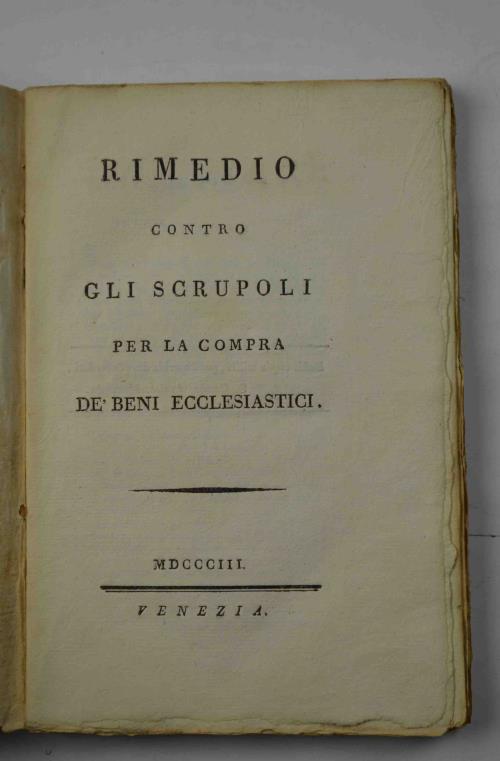 RIMEDIO
CONTRO
GLI SCRUPOLI
PER LA COMPRA
DE' BENI ECCLESIASTICI.
MDCCCIII.
VENEZIA.